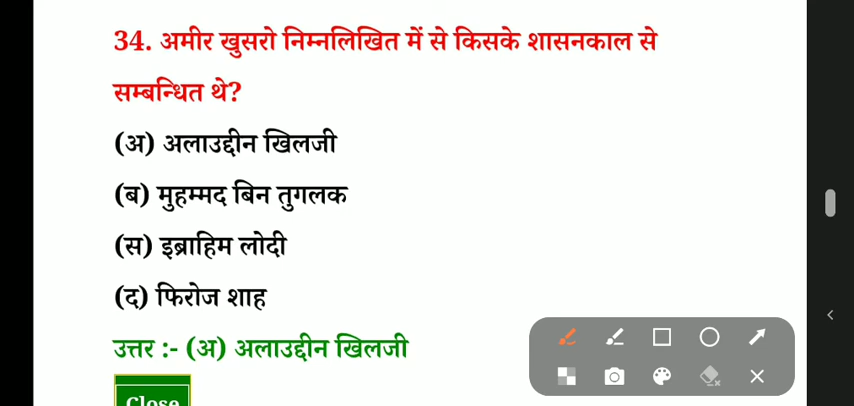 34. अमीर खुसरो निम्नलिखित में से किसके शासनकाल से
सम्बन्धित थे?
(अ) अलाउद्दीन खिलजी
(ब) मुहम्मद बिन तुगलक
(स) इब्राहिम लोदी
(द) फिरोज शाह
उत्तर :- (अ) अलाउद्दीन खिलजी
Close